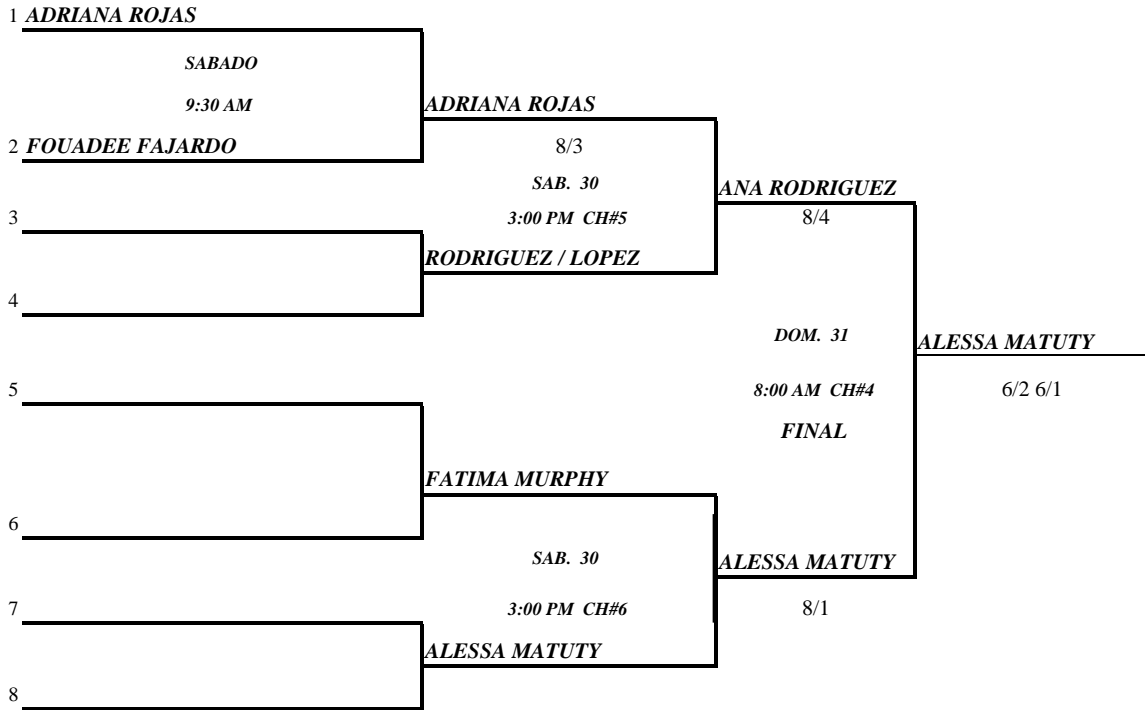 1 ADRIANA ROJAS
SABADO
9:30 AM
ADRIANA ROJAS
2 FOUADEE FAJARDO
8/3
SAB. 30
ANA RODRIGUEZ
3
3:00 PM CH#5
8/4
RODRIGUEZ / LOPEZ
4
DOM. 31
ALESSA MATUTY
5
8:00 AM CH#4
6/2 6/1
FINAL
FATIMA MURPHY
6
SAB. 30
ALESSA MATUTY
7
3:00 PM CH#6
8/1
ALESSA MATUTY
8